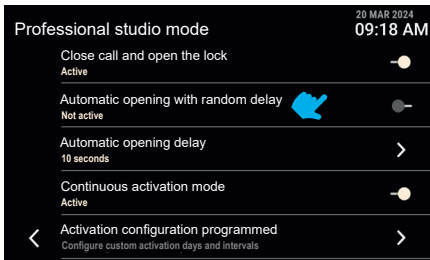 20 MAR 2024
Professional studio mode 09:18 AM
Close call and open the lock
Active
Automatic opening with random delay
Not active
Automatic opening delay
10 seconds
Continuous activation mode
Active
Activation configuration programmed
Configure custom activation days and intervals